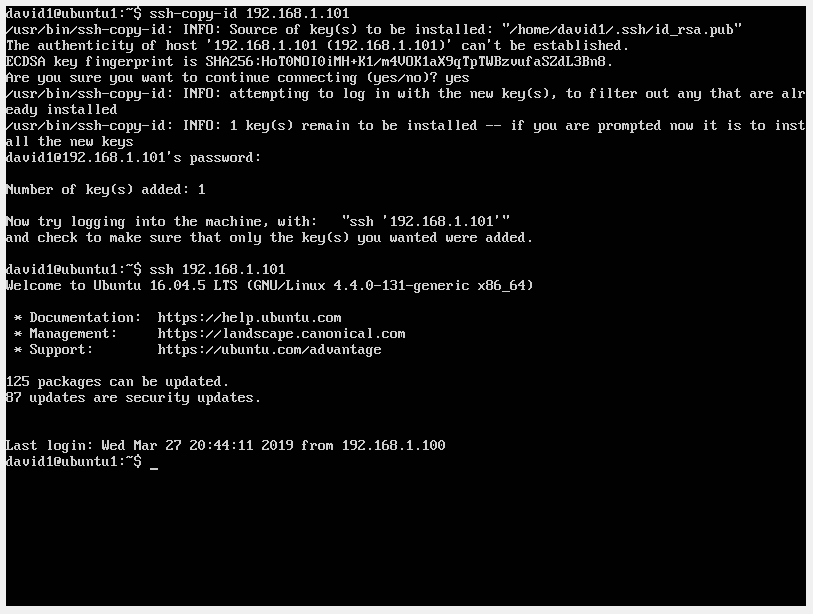 david1@ubuntu1:~$ ssh-copy-id 192.168.1.101
/usr/bin/ssh-copy-id: INFO: Source of key(s) to be installed: "/home/david1/.ssh/id_rsa.pub"
The authenticity of host '192.168.1.101 (192.168.1.101)' can't be established.
ECDSA key fingerprint is SHA256:HoT0NOI0iMH+K1/m4VOK1aX9qTpTWBzvufaSZdL3Bn8.
Are you sure you want to continue connecting (yes/no)? yes
/usr/bin/ssh-copy-id: INFO: attempting to log in with the new key(s), to filter out any that are alr
eady installed
/usr/bin/ssh-copy-id: INFO: 1 key(s) remain to be installed -- if you are prompted now it is to inst
all the new keys
david1@192.168.1.101's password:
Number of key(s) added: 1
Now try logging into the machine, with:   "ssh '192.168.1.101'"
and check to make sure that only the key(s) you wanted were added.
david1@ubuntu1:~$ ssh 192.168.1.101
Welcome to Ubuntu 16.04.5 LTS (GNU/Linux 4.4.0-131-generic x86_64)
 * Documentation:  https://help.ubuntu.com
 * Management:     https://landscape.canonical.com
 * Support:        https://ubuntu.com/advantage
125 packages can be updated.
87 updates are security updates.
Last login: Wed Mar 27 20:44:11 2019 from 192.168.1.100
david1@ubuntu1:~$ _